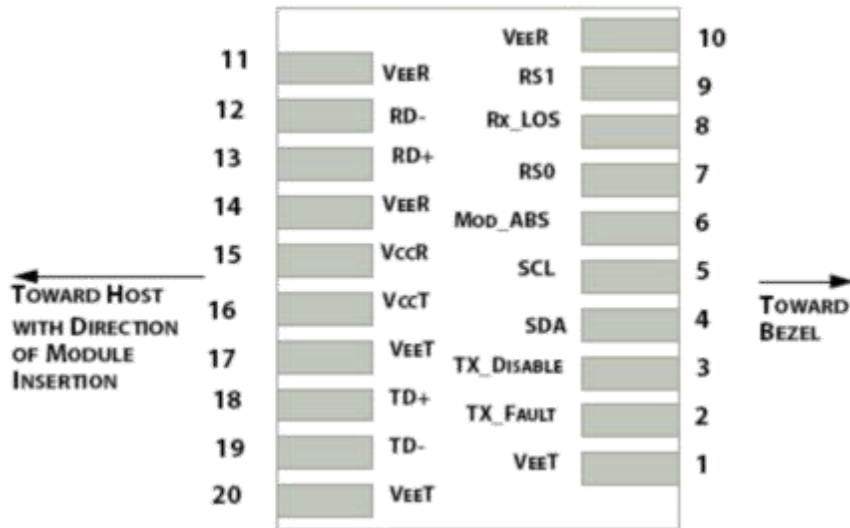 11 VEER
12 RD-
13 RD+
14 VEER
15 VCCR
16 VCCT
17 VEET
18 TD+
19 TD-
20 VEET
VEER 10
RS1 9
RX_LOS 8
RS0 7
MOD_ABS 6
SCL 5
SDA 4
TX_DISABLE 3
TX_FAULT 2
VEET 1
TOWARD HOST
WITH DIRECTION
OF MODULE
INSERTION
TOWARD
BEZEL